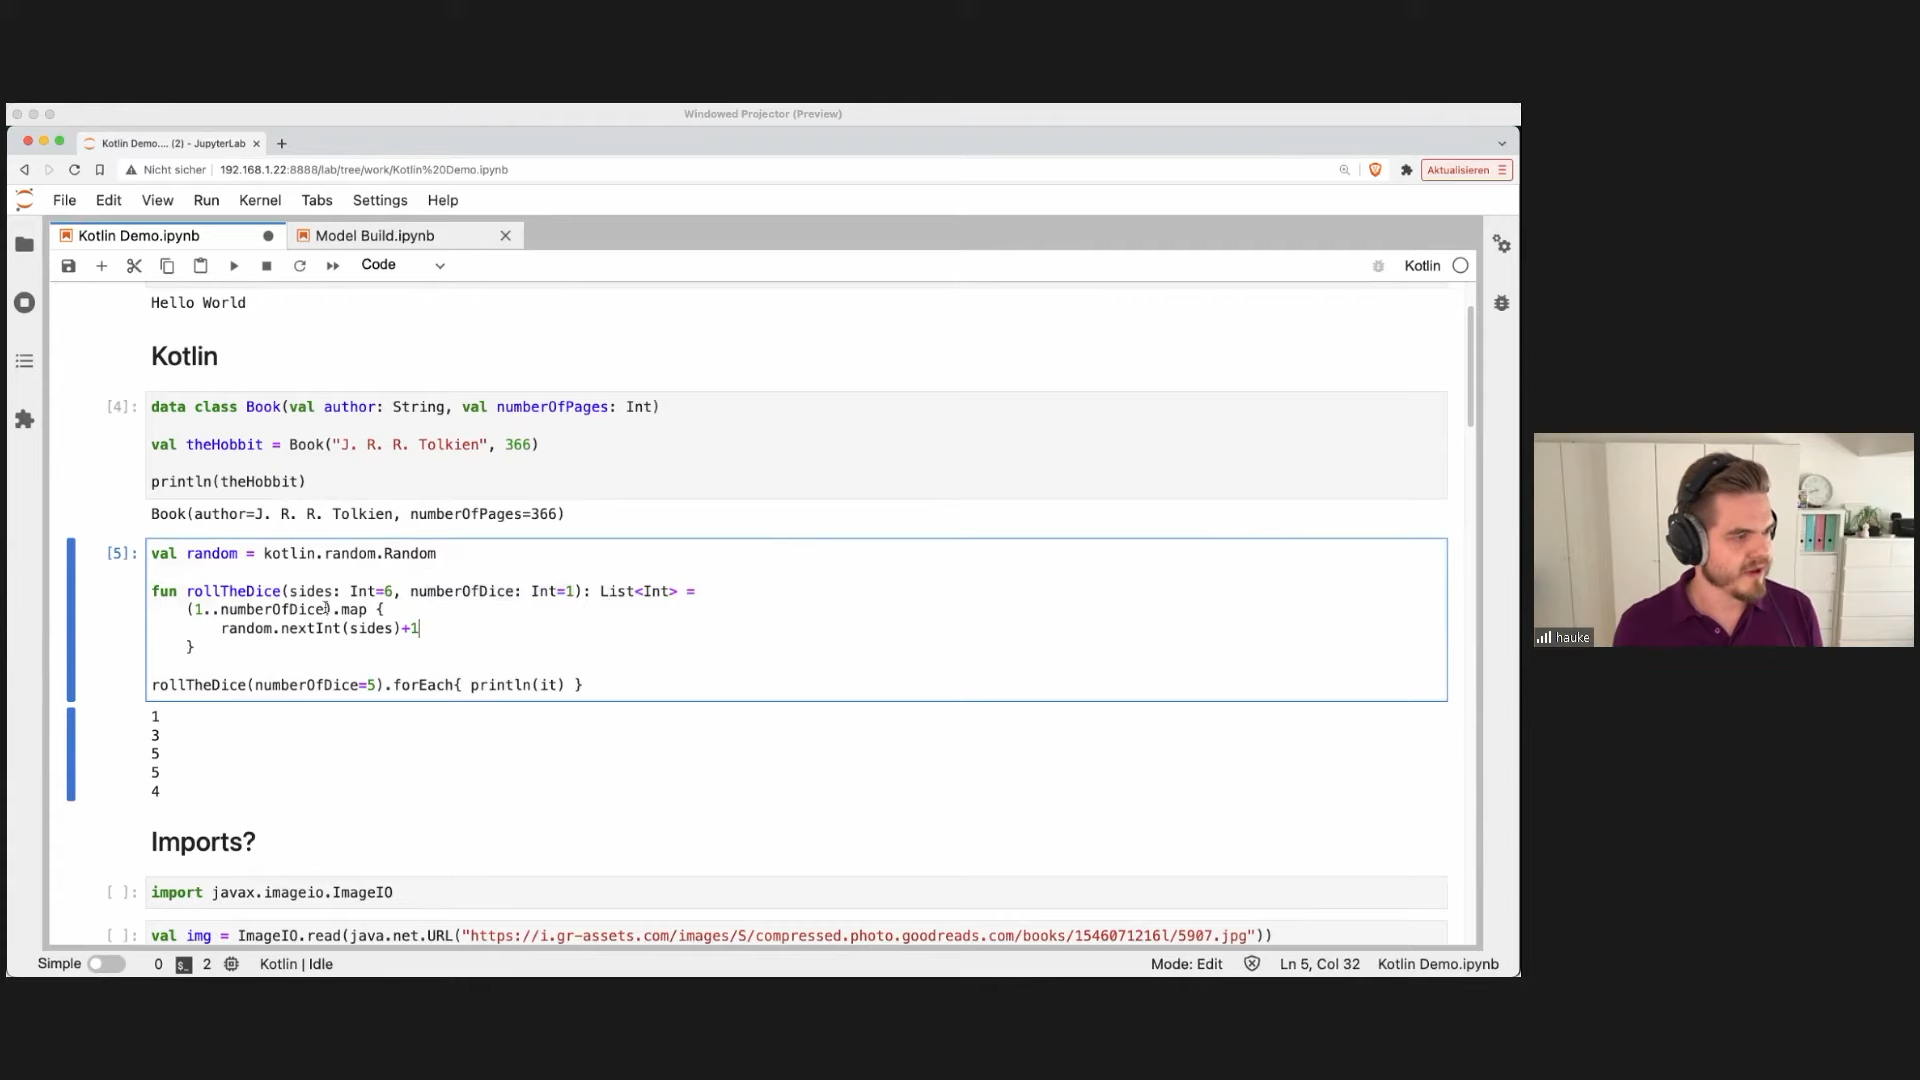 Windowed Projector (Preview)
Kotlin Demo.... (2) - JupyterLab
Nicht sicher 192.168.1.22:8888/lab/tree/work/Kotlin%20Demo.ipynb
Aktualisieren
File Edit View Run Kernel Tabs Settings Help
Kotlin Demo.ipynb
Model Build.ipynb
Code
Kotlin
Hello World
Kotlin
[4]: data class Book(val author: String, val numberOfPages: Int)
val theHobbit = Book("J. R. R. Tolkien", 366)
println(theHobbit)
Book(author=J. R. R. Tolkien, numberOfPages=366)
[5]: val random = kotlin.random.Random
fun rollTheDice(sides: Int=6, numberOfDice: Int=1): List<Int> =
(1..numberOfDice).map {
random.nextInt(sides)+1
}
rollTheDice(numberOfDice=5).forEach{ println(it) }
1
3
5
5
4
Imports?
[ ]: import javax.imageio.ImageIO
[ ]: val img = ImageIO.read(java.net.URL("https://i.gr-assets.com/images/S/compressed.photo.goodreads.com/books/1546071216l/5907.jpg"))
Simple 0 2 Kotlin | Idle
Mode: Edit Ln 5, Col 32 Kotlin Demo.ipynb
hauke